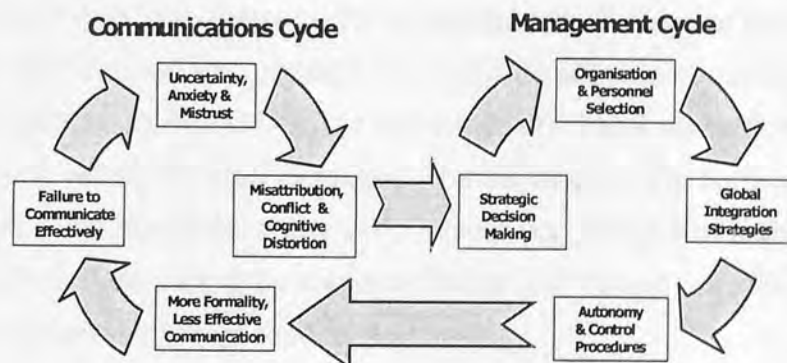 Communications Cycle
Management Cycle
Uncertainty,
Anxiety &
Mistrust
Organisation
& Personnel
Selection
Failure to
Communicate
Effectively
Misattribution,
Conflict &
Cognitive
Distortion
Strategic
Decision
Making
Global
Integration
Strategies
More Formality,
Less Effective
Communication
Autonomy
& Control
Procedures